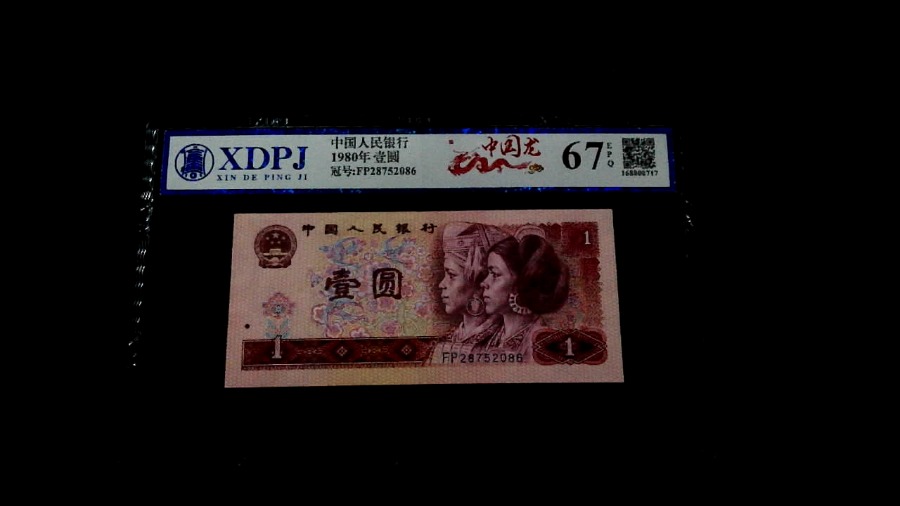 XDPJ
XIN DE PING JI
中国人民银行
1980年 壹圆
冠号:FP28752086
中国龙
67
EPQ
168800717
中国人民银行
1
壹圆
1
FP28752086
1